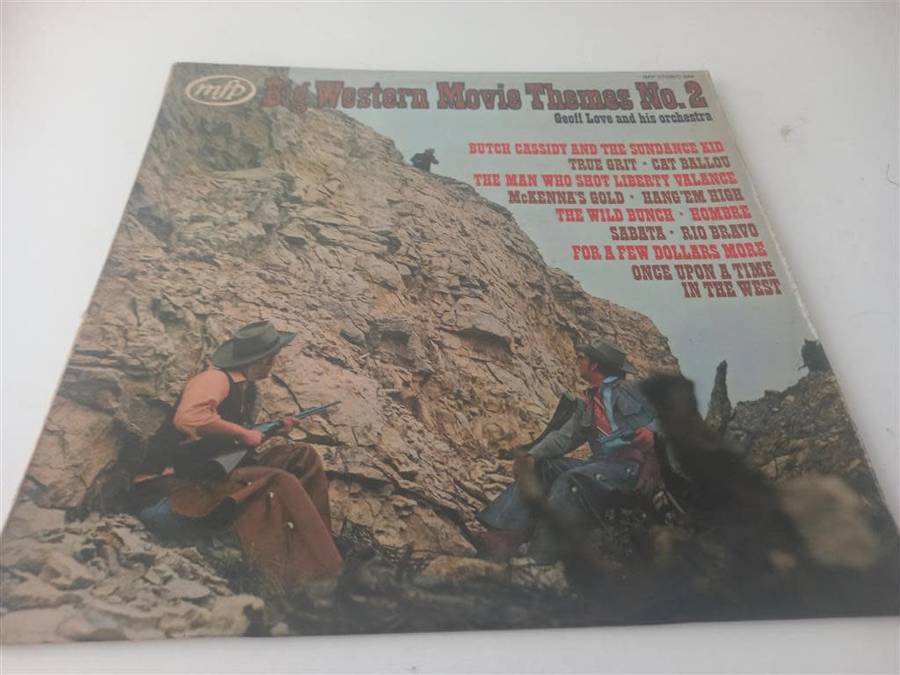 mfp
Big Western Movie Themes No.2
Geoff Love and his orchestra
BUTCH CASSIDY AND THE SUNDANCE KID
TRUE GRIT · CAT BALLOU
THE MAN WHO SHOT LIBERTY VALANCE
McKENNA'S GOLD · HANG 'EM HIGH
THE WILD BUNCH · HOMBRE
SABATA · RIO BRAVO
FOR A FEW DOLLARS MORE
ONCE UPON A TIME
IN THE WEST